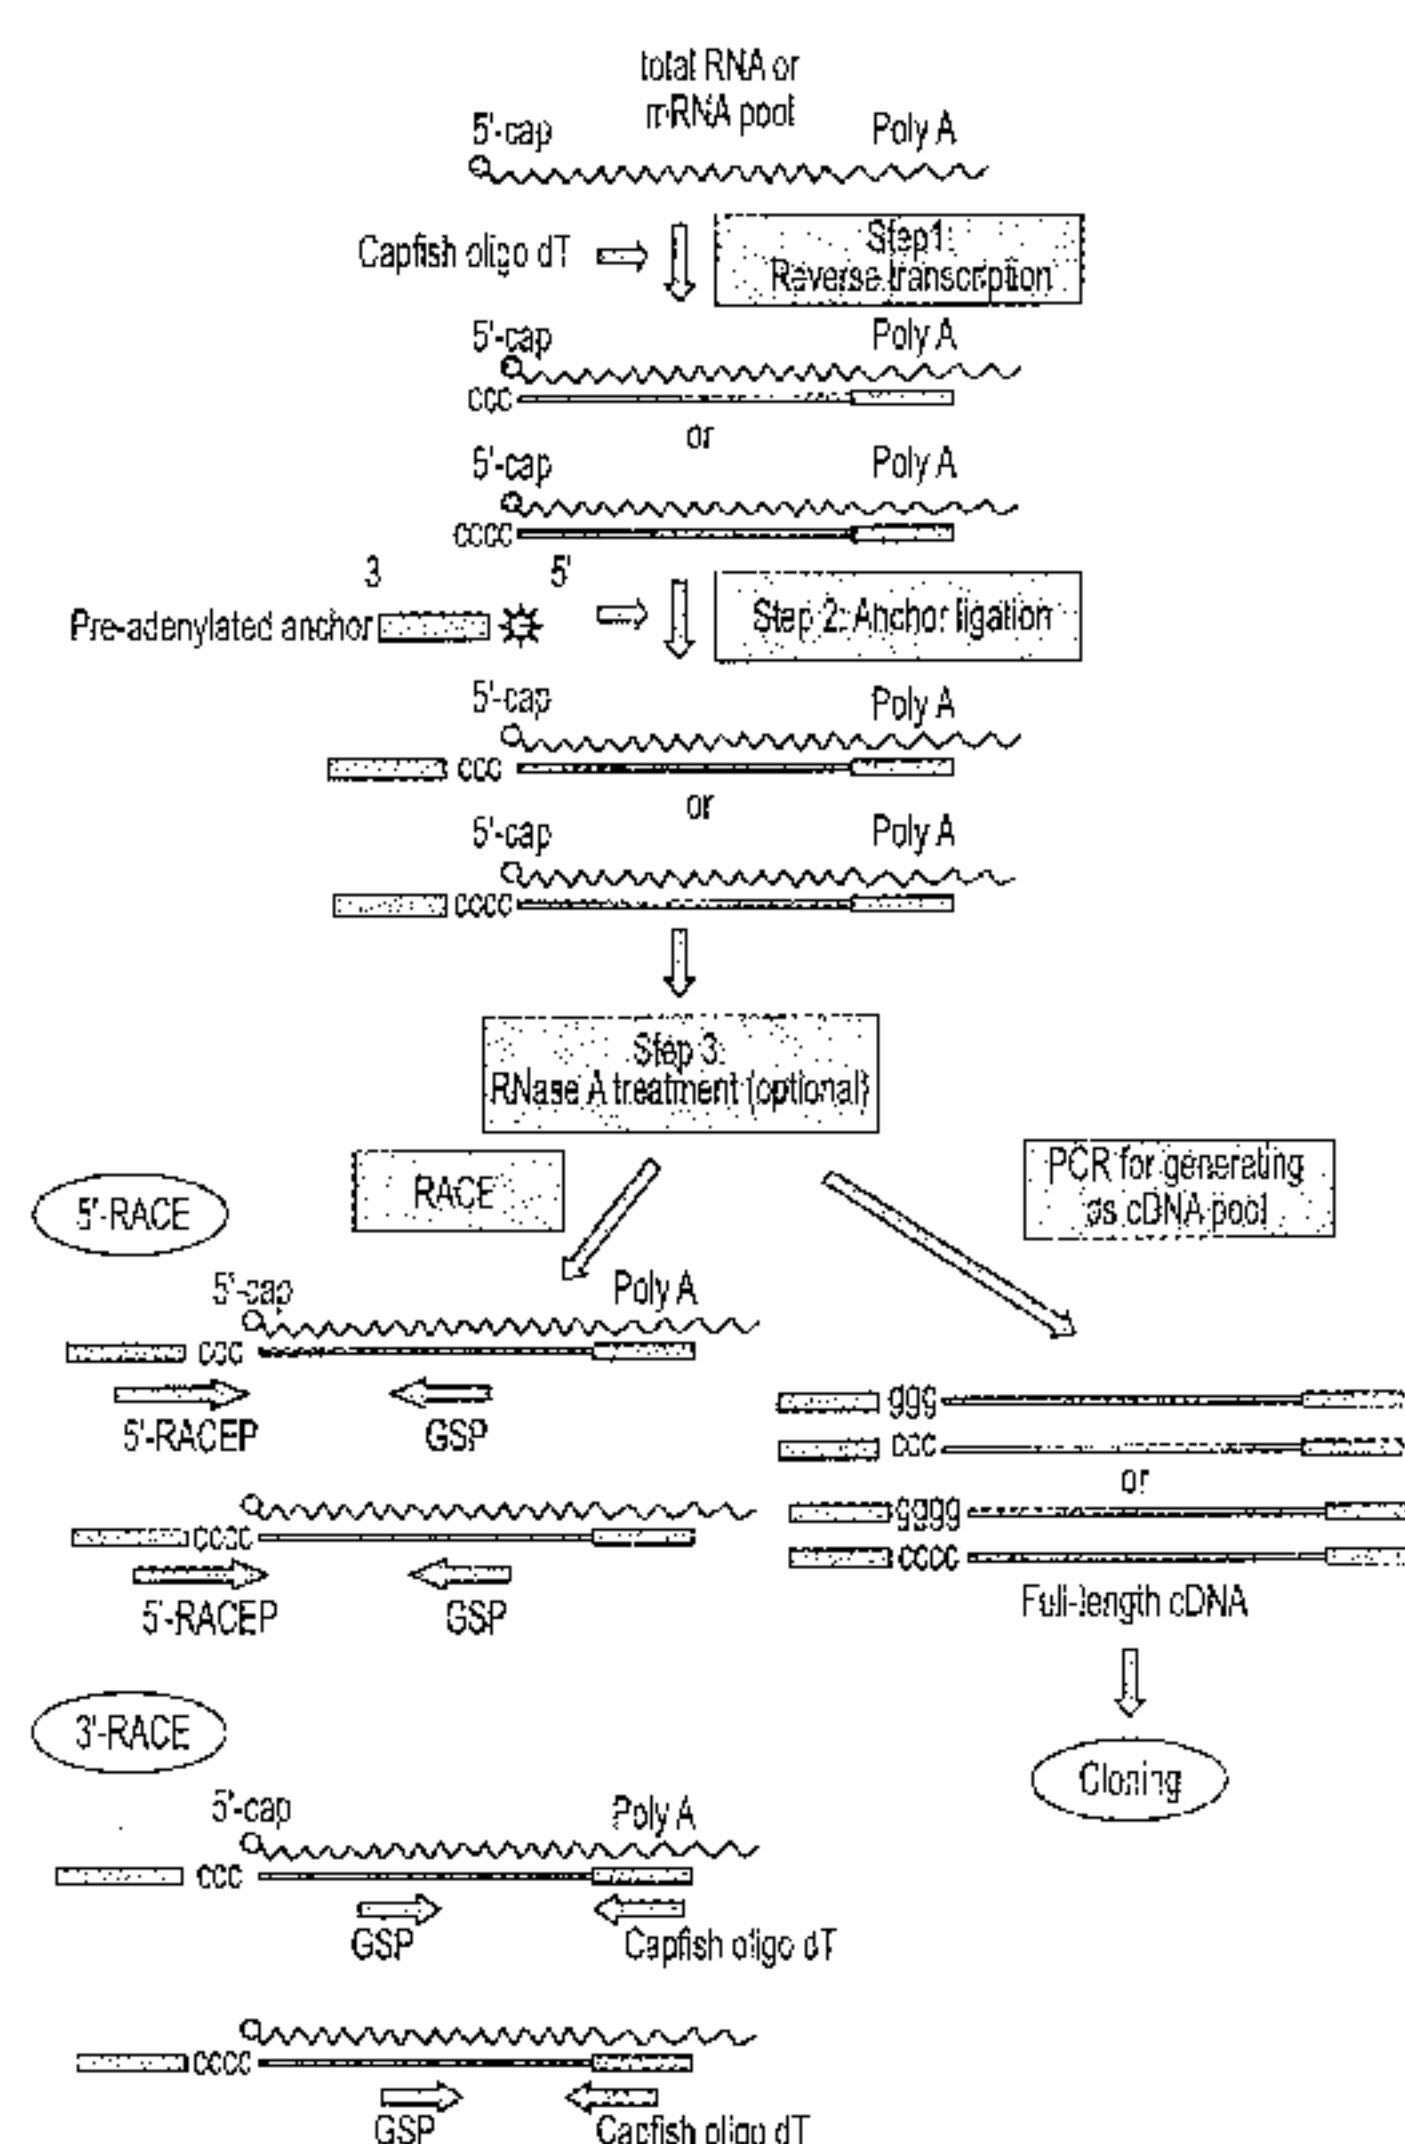 total RNA or
mRNA pool
5'-cap
Poly A
Capfish oligo dT
Step1:
Reverse transcription
5'-cap
Poly A
CCC
or
5'-cap
Poly A
CCCC
3
5'
Pre-adenylated anchor
Step 2: Anchor ligation
5'-cap
Poly A
CCC
or
5'-cap
Poly A
CCCC
Step 3:
RNase A treatment (optional)
RACE
PCR for generating
ds cDNA pool
5'-RACE
5'-cap
Poly A
CCC
5'-RACEP
GSP
CCCC
5'-RACEP
GSP
ggg
CCC
or
gggg
CCCC
Full-length cDNA
Cloning
3'-RACE
5'-cap
Poly A
CCC
GSP
Capfish oligo dT
CCCC
GSP
Capfish oligo dT